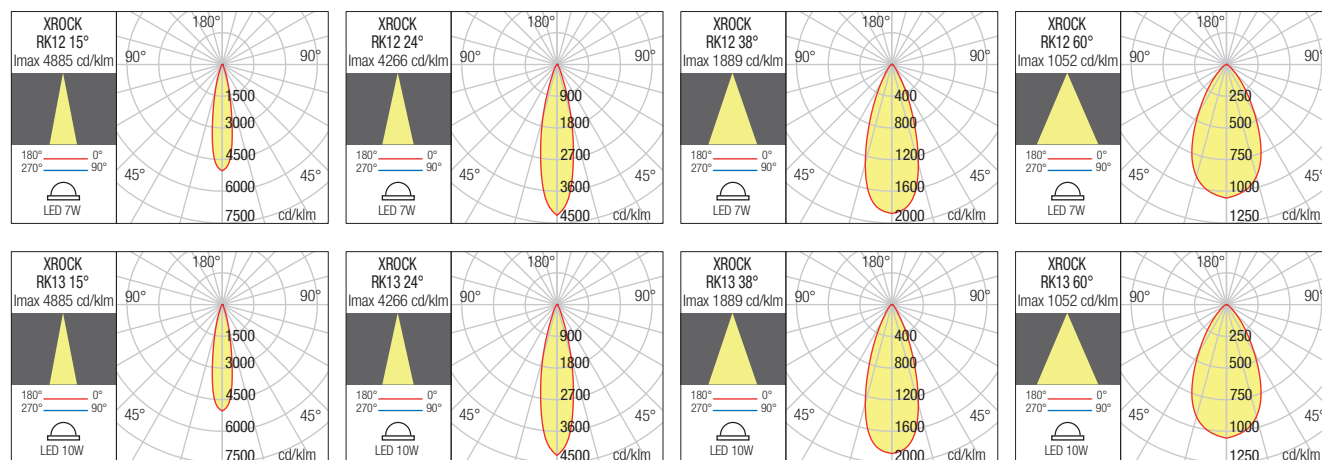 XROCK
RK12 15°
Imax 4885 cd/klm
180° 0°
270° 90°
LED 7W
180°
90° 90°
1500
3000
4500
45° 45°
6000
7500 cd/klm
XROCK
RK12 24°
Imax 4266 cd/klm
180° 0°
270° 90°
LED 7W
180°
90° 90°
900
1800
2700
45° 45°
3600
4500 cd/klm
XROCK
RK12 38°
Imax 1889 cd/klm
180° 0°
270° 90°
LED 7W
180°
90° 90°
400
800
1200
45° 45°
1600
2000 cd/klm
XROCK
RK12 60°
Imax 1052 cd/klm
180° 0°
270° 90°
LED 7W
180°
90° 90°
250
500
750
45° 45°
1000
1250 cd/klm
XROCK
RK13 15°
Imax 4885 cd/klm
180° 0°
270° 90°
LED 10W
180°
90° 90°
1500
3000
4500
45° 45°
6000
7500 cd/klm
XROCK
RK13 24°
Imax 4266 cd/klm
180° 0°
270° 90°
LED 10W
180°
90° 90°
900
1800
2700
45° 45°
3600
4500 cd/klm
XROCK
RK13 38°
Imax 1889 cd/klm
180° 0°
270° 90°
LED 10W
180°
90° 90°
400
800
1200
45° 45°
1600
2000 cd/klm
XROCK
RK13 60°
Imax 1052 cd/klm
180° 0°
270° 90°
LED 10W
180°
90° 90°
250
500
750
45° 45°
1000
1250 cd/klm